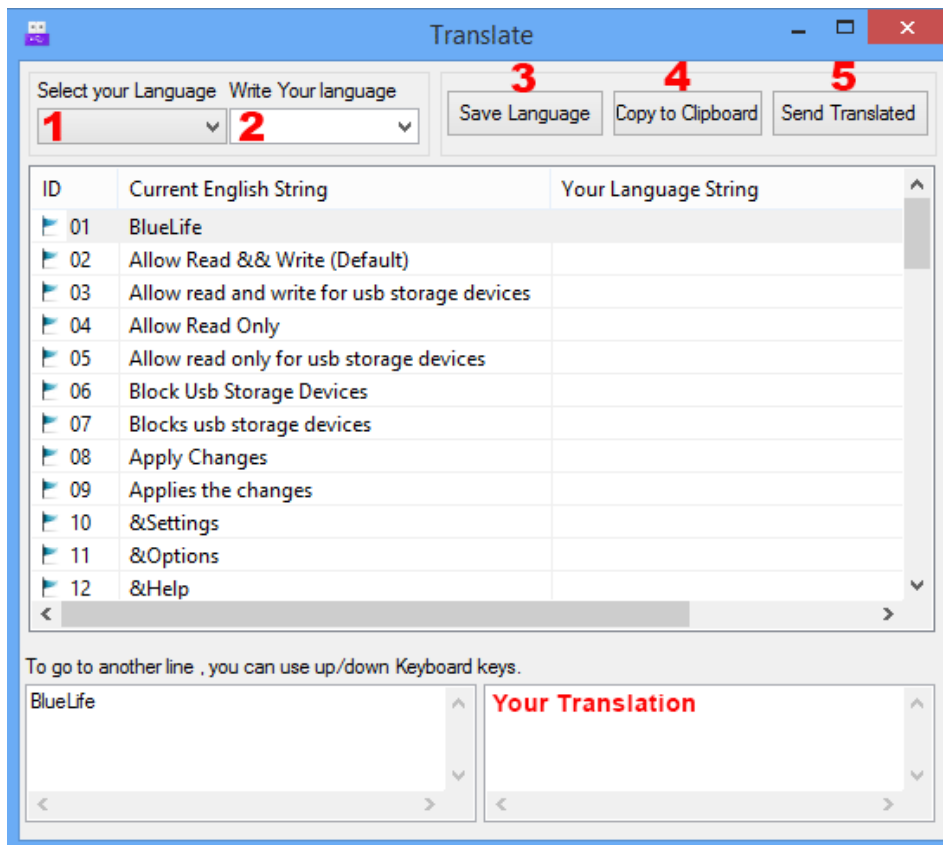 Translate
3 4 5
Select your Language Write Your language
1 2 Save Language Copy to Clipboard Send Translated
ID Current English String Your Language String
01 BlueLife
02 Allow Read && Write (Default)
03 Allow read and write for usb storage devices
04 Allow Read Only
05 Allow read only for usb storage devices
06 Block Usb Storage Devices
07 Blocks usb storage devices
08 Apply Changes
09 Applies the changes
10 &Settings
11 &Options
12 &Help
To go to another line , you can use up/down Keyboard keys.
BlueLife Your Translation